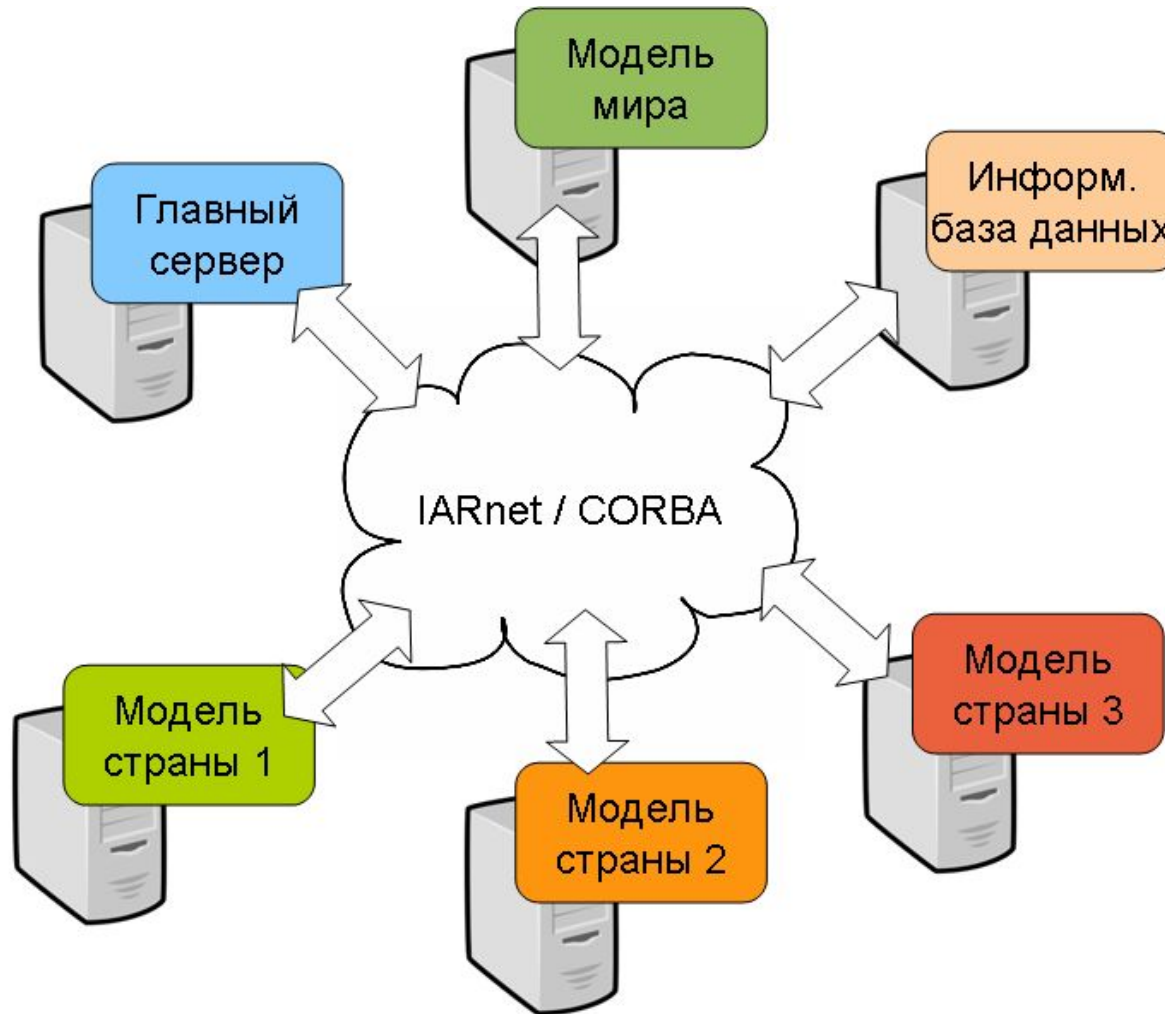 Модель
мира
Главный
сервер
Информ.
база данных
IARnet / CORBA
Модель
страны 1
Модель
страны 2
Модель
страны 3